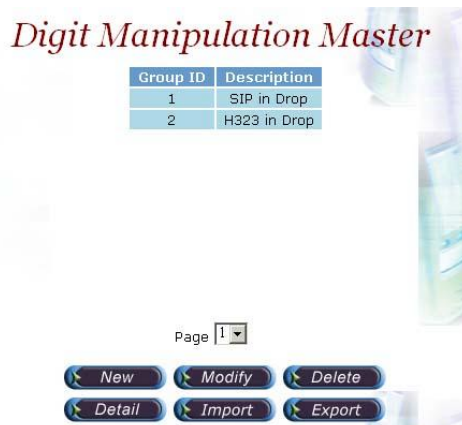 Digit Manipulation Master
Group ID Description
1 SIP in Drop
2 H323 in Drop
Page 1
New Modify Delete
Detail Import Export